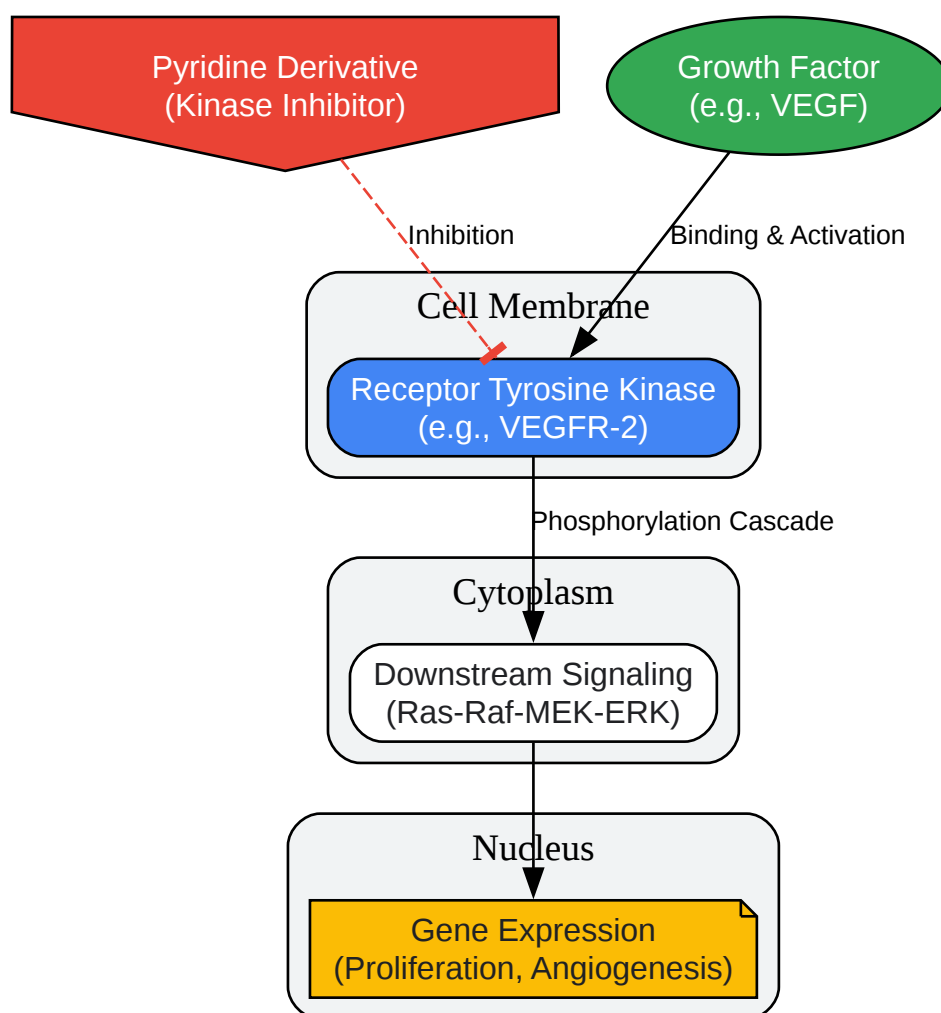 Pyridine Derivative
(Kinase Inhibitor)
Growth Factor
(e.g., VEGF)
Inhibition
Binding & Activation
Cell Membrane
Receptor Tyrosine Kinase
(e.g., VEGFR-2)
Phosphorylation Cascade
Cytoplasm
Downstream Signaling
(Ras-Raf-MEK-ERK)
Nucleus
Gene Expression
(Proliferation, Angiogenesis)